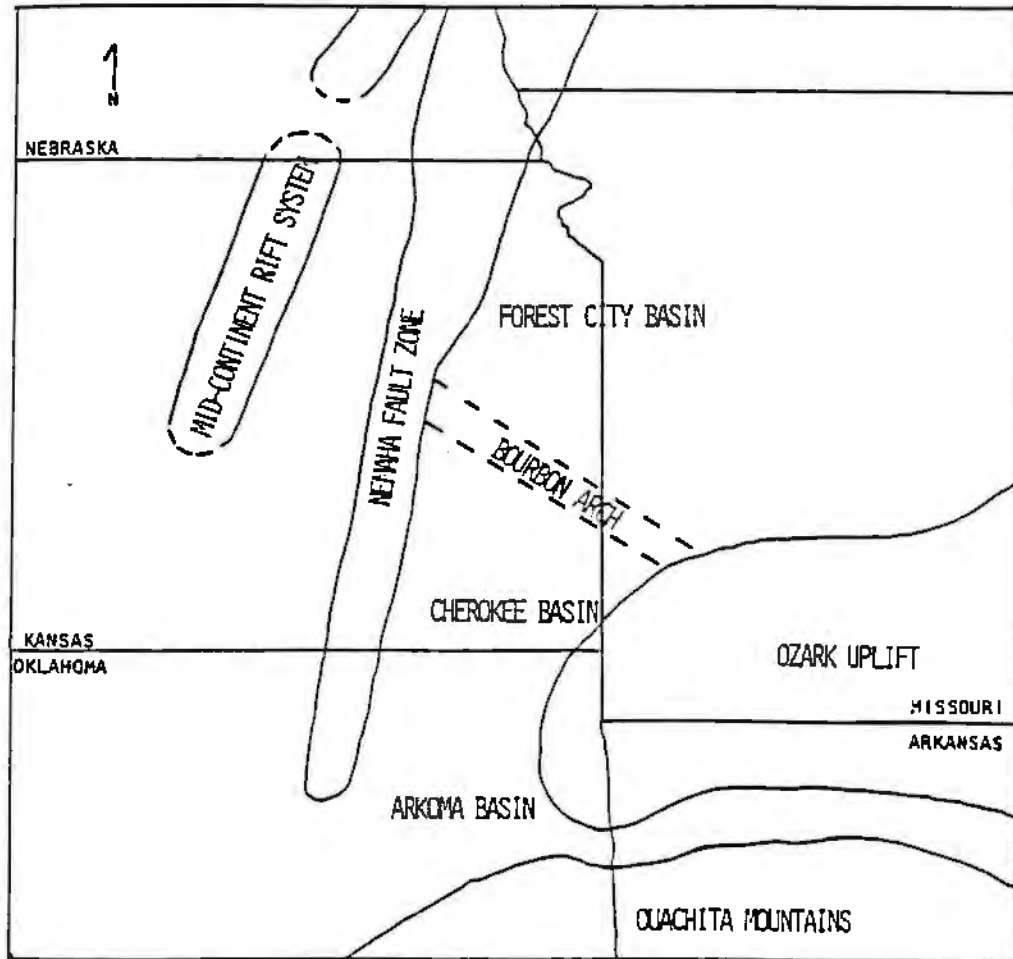 N
NEBRASKA
MID-CONTINENT RIFT SYSTEM
NEMAHA FAULT ZONE
FOREST CITY BASIN
BOURBON ARCH
CHEROKEE BASIN
KANSAS
OKLAHOMA
OZARK UPLIFT
MISSOURI
ARKANSAS
ARKOMA BASIN
OUACHITA MOUNTAINS